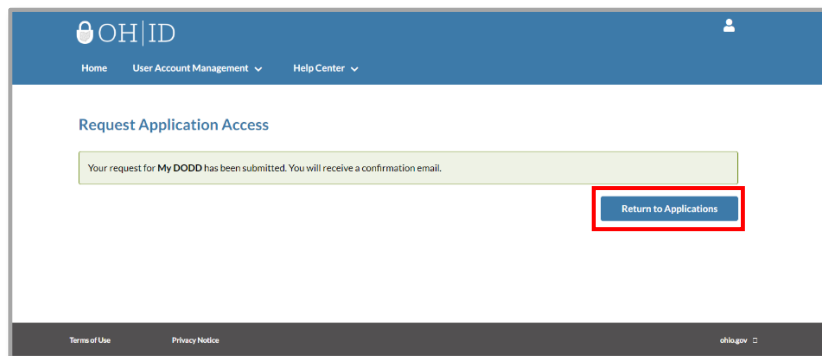 OH|ID
Home User Account Management Help Center
Request Application Access
Your request for My DODD has been submitted. You will receive a confirmation email.
Return to Applications
Terms of Use Privacy Notice ohio.gov